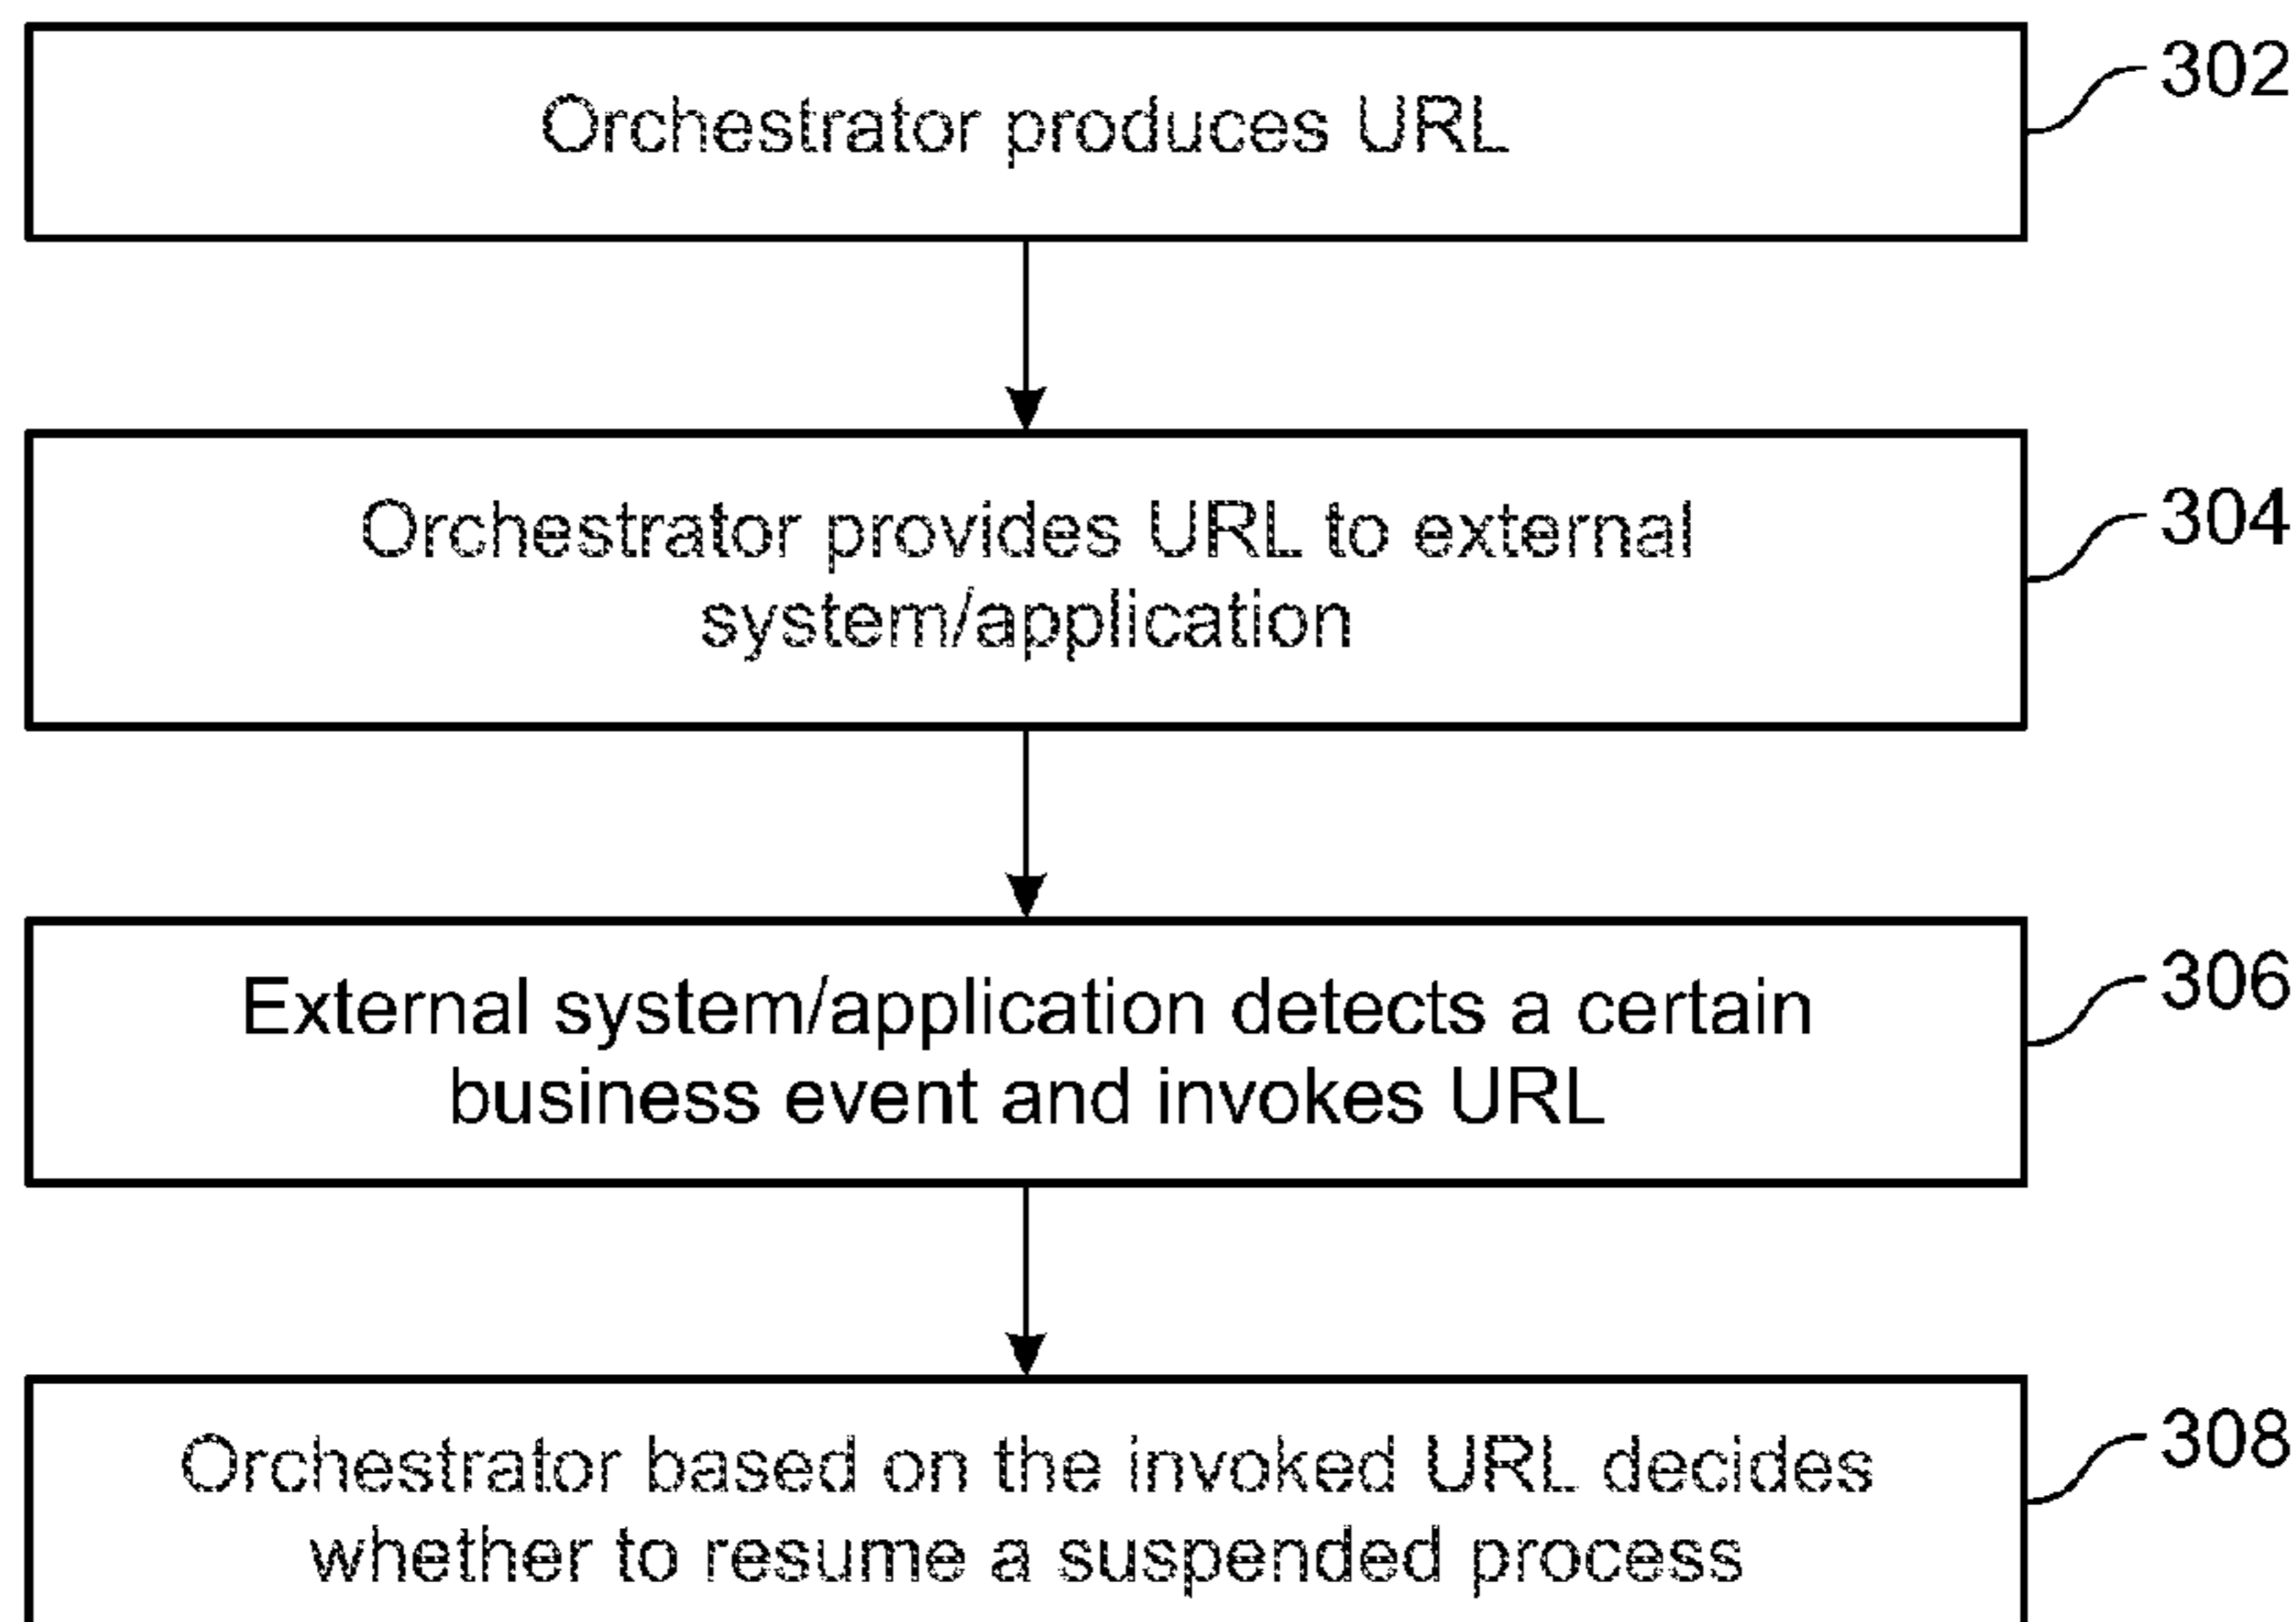 Orchestrator produces URL
302
Orchestrator provides URL to external
system/application
304
External system/application detects a certain
business event and invokes URL
306
Orchestrator based on the invoked URL decides
whether to resume a suspended process
308